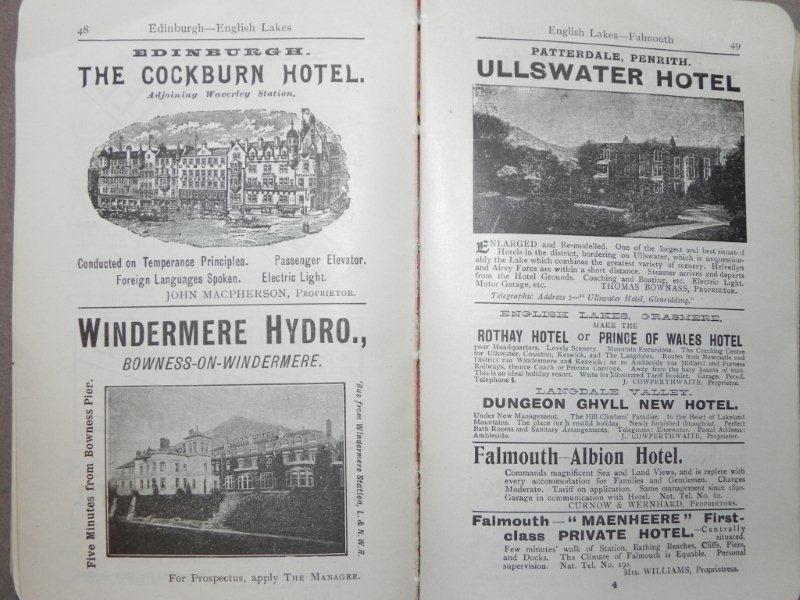 48 Edinburgh—English Lakes
EDINBURGH.
THE COCKBURN HOTEL.
Adjoining Waverley Station.
Conducted on Temperance Principles. Passenger Elevator.
Foreign Languages Spoken. Electric Light.
JOHN MACPHERSON, PROPRIETOR.
WINDERMERE HYDRO.,
BOWNESS-ON-WINDERMERE.
Five Minutes from Bowness Pier.
'Bus from Windermere Station, L. & N.W.R.
For Prospectus, apply THE MANAGER.
English Lakes—Falmouth 49
PATTERDALE, PENRITH.
ULLSWATER HOTEL
ENLARGED and Re-modelled. One of the largest and best situated
Hotels in the district, bordering on Ullswater, which is unquestion-
ably the Lake which combines the greatest variety of scenery. Helvellyn
and Airey Force are within a short distance. Steamer arrives and departs
from the Hotel Grounds. Coaching and Boating, etc. Electric Light.
Motor Garage, etc. THOMAS BOWNASS, PROPRIETOR.
Telegraphic Address :—" Ullswater Hotel, Glenridding."
ENGLISH LAKES, GRASMERE.
MAKE THE
ROTHAY HOTEL or PRINCE OF WALES HOTEL
your Headquarters. Lovely Scenery. Mountain Excursions. The Coaching Centre
for Ullswater, Coniston, Keswick, and The Langdales. Routes from Newcastle and
District via Windermere and Keswick; or to Ambleside via Midland and Furness
Railways, thence Coach or Private Carriage. Away from the busy haunts of man.
This is an ideal holiday resort. Write for Illustrated Tariff Booklet. Garage. Petrol.
Telephone 4. J. COWPERTHWAITE, Proprietor.
LANGDALE VALLEY.
DUNGEON GHYLL NEW HOTEL.
Under New Management. The Hill Climbers' Paradise. In the Heart of Lakeland
Mountains. The place for a restful holiday. Newly furnished throughout. Perfect
Bath Rooms and Sanitary Arrangements. Telegrams: Elterwater. Postal Address:
Ambleside. J. COWPERTHWAITE, Proprietor.
Falmouth—Albion Hotel.
Commands magnificent Sea and Land Views, and is replete with
every accommodation for Families and Gentlemen. Charges
Moderate. Tariff on application. Same management since 1890.
Garage in communication with Hotel. Nat. Tel. No. 62.
CURNOW & WERNHARD, PROPRIETORS.
Falmouth—"MAENHEERE" First-
class PRIVATE HOTEL.—Centrally
situated.
Few minutes' walk of Station, Bathing Beaches, Cliffs, Piers,
and Docks. The Climate of Falmouth is Equable. Personal
supervision. Nat. Tel. No. 190.
Mrs. WILLIAMS, Proprietress.
4